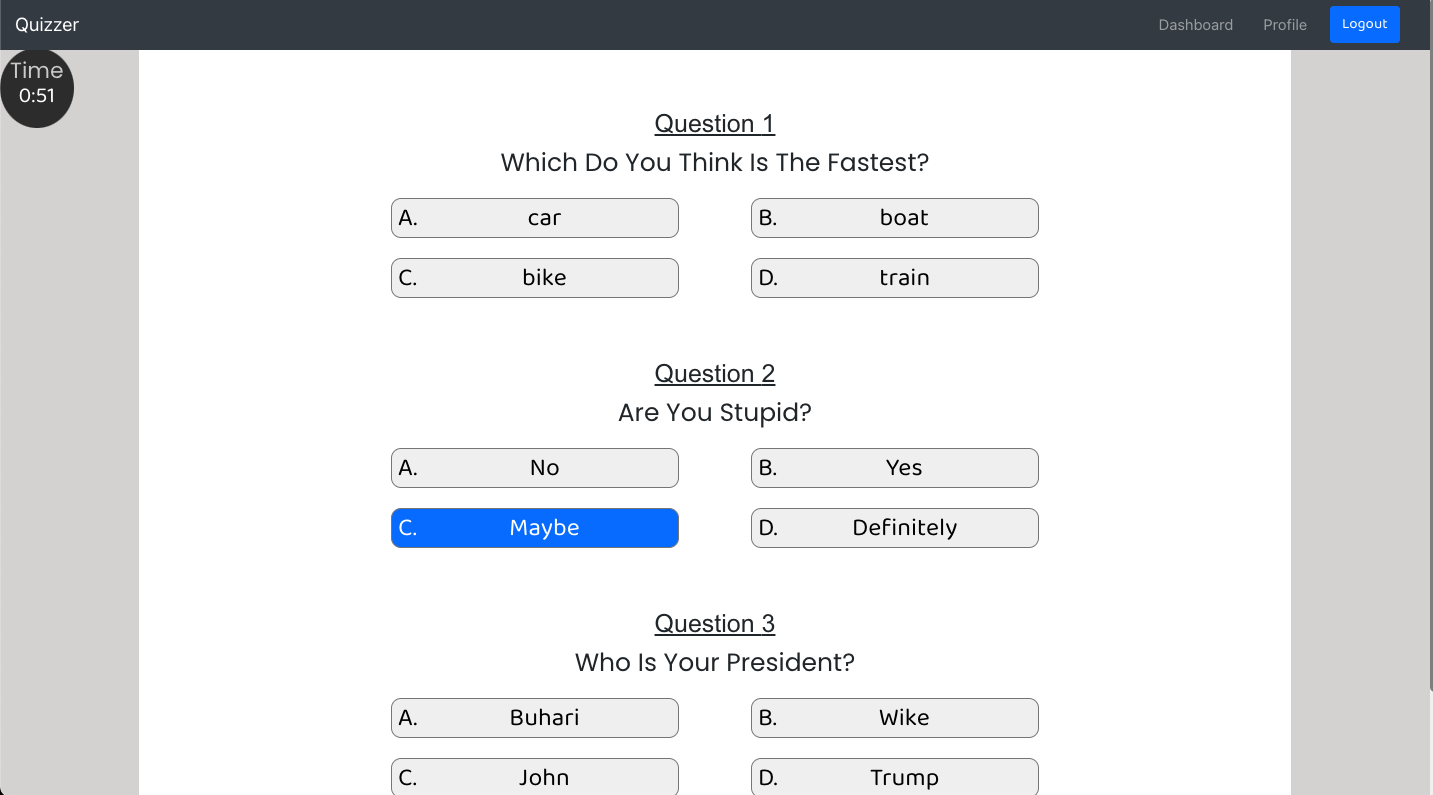 Quizzer Dashboard Profile Logout
Time
0:51
Question 1
Which Do You Think Is The Fastest?
A. car B. boat
C. bike D. train
Question 2
Are You Stupid?
A. No B. Yes
C. Maybe D. Definitely
Question 3
Who Is Your President?
A. Buhari B. Wike
C. John D. Trump